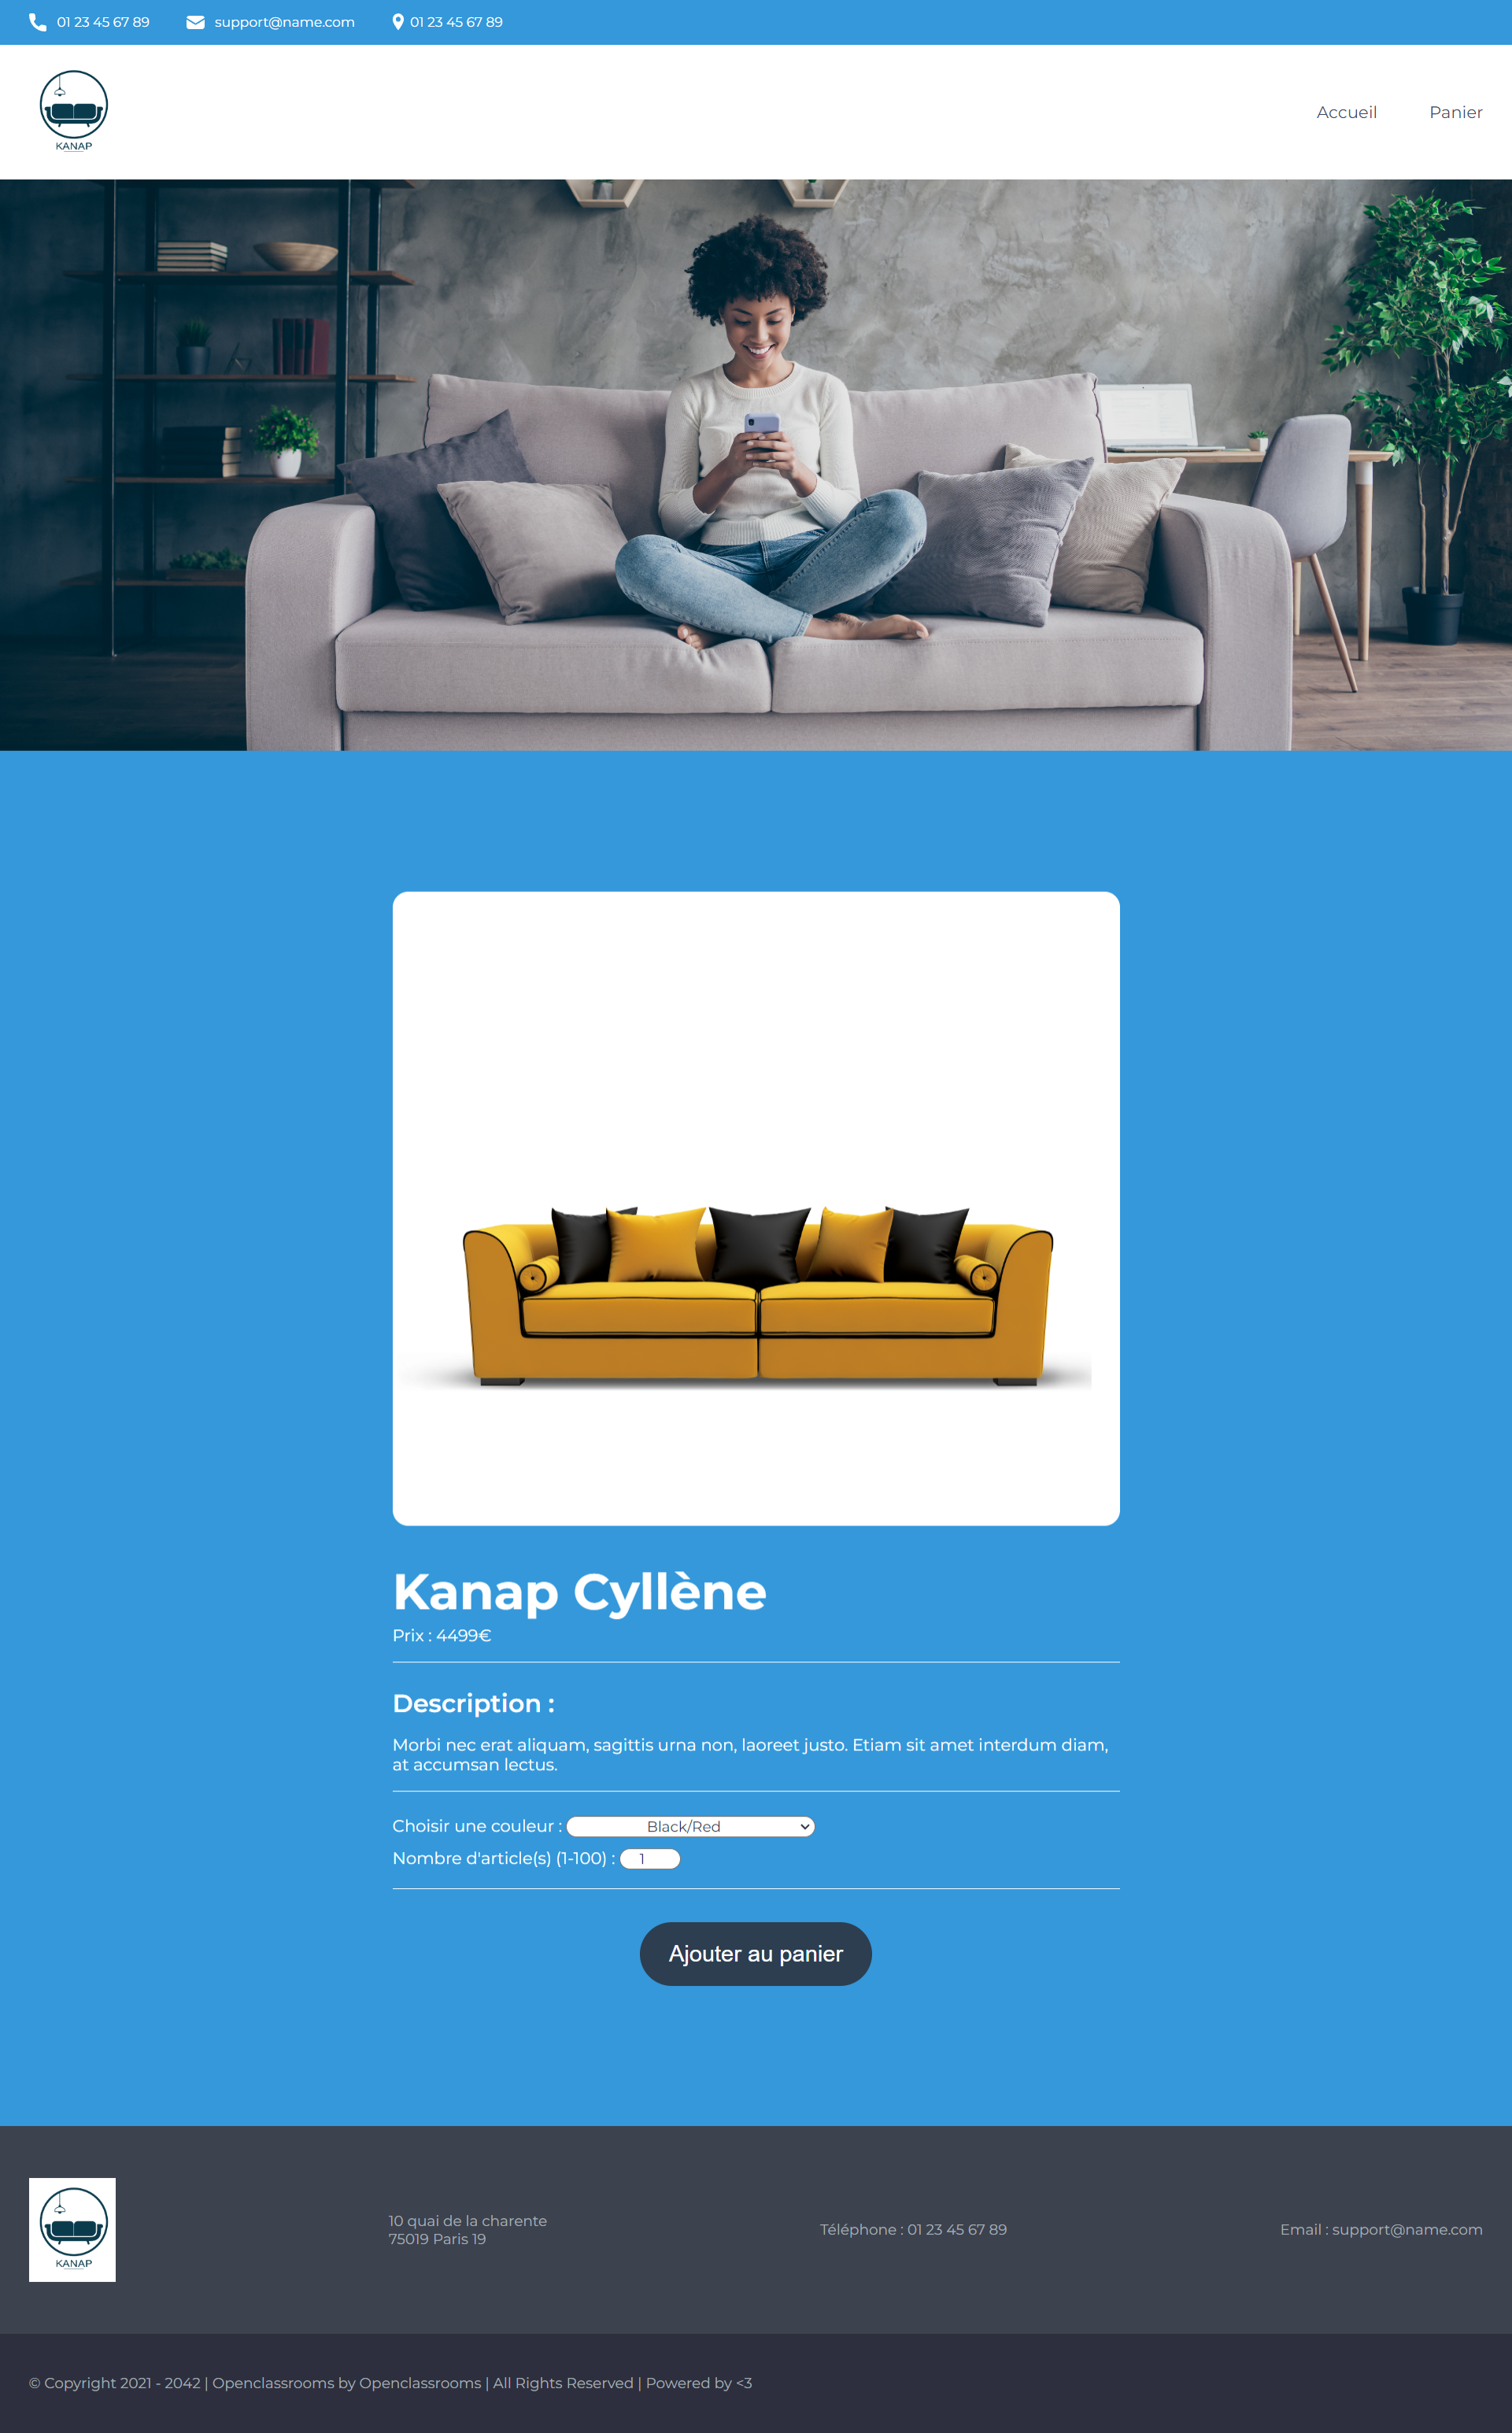 01 23 45 67 89
support@name.com
01 23 45 67 89
KANAP
Accueil
Panier
Kanap Cyllène
Prix : 4499€
Description :
Morbi nec erat aliquam, sagittis urna non, laoreet justo. Etiam sit amet interdum diam,
at accumsan lectus.
Choisir une couleur : Black/Red
Nombre d'article(s) (1-100) : 1
Ajouter au panier
KANAP
10 quai de la charente
75019 Paris 19
Téléphone : 01 23 45 67 89
Email : support@name.com
© Copyright 2021 - 2042 | Openclassrooms by Openclassrooms | All Rights Reserved | Powered by <3